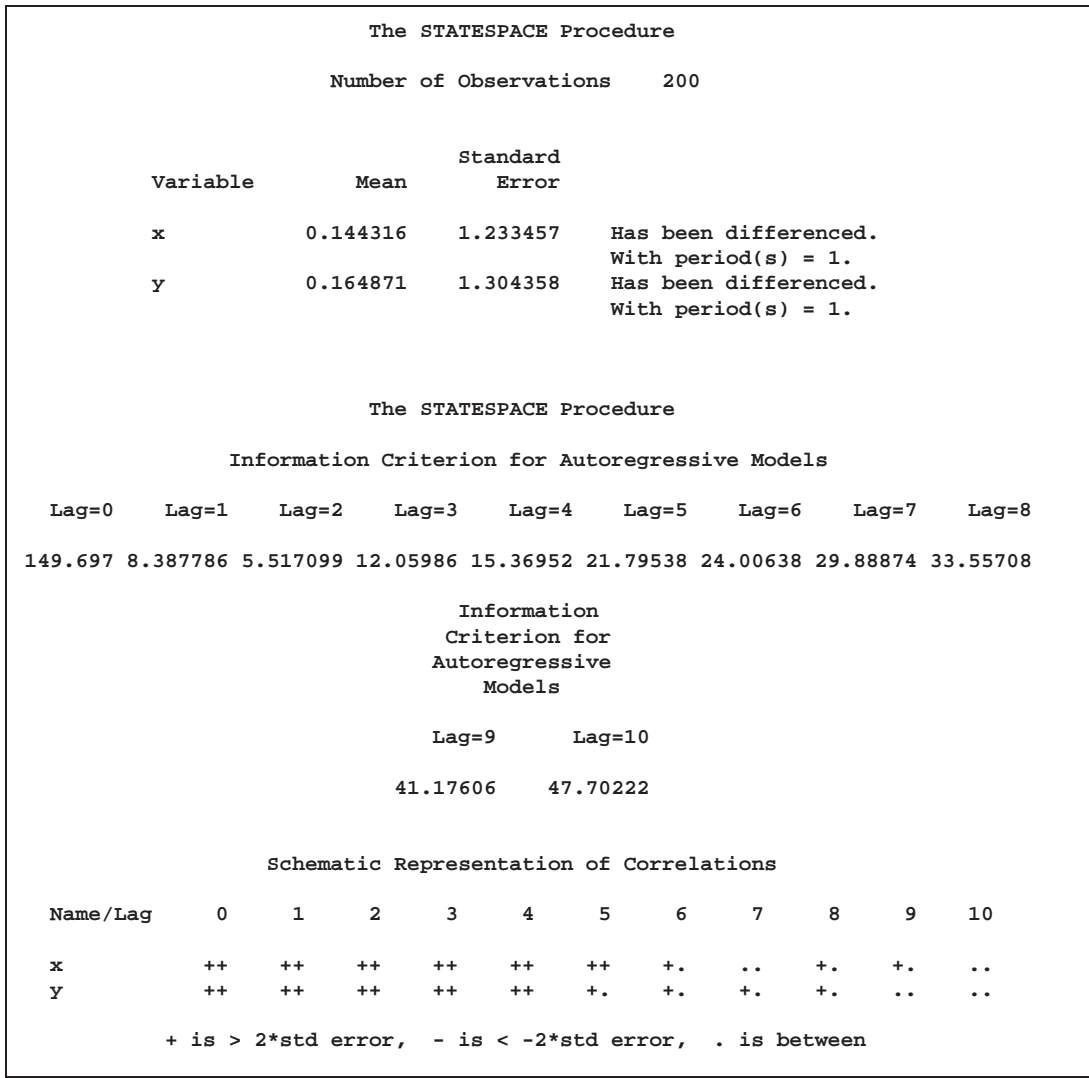 The STATESPACE Procedure
Number of Observations 200
Standard
Variable Mean Error
x 0.144316 1.233457 Has been differenced.
With period(s) = 1.
y 0.164871 1.304358 Has been differenced.
With period(s) = 1.
The STATESPACE Procedure
Information Criterion for Autoregressive Models
Lag=0 Lag=1 Lag=2 Lag=3 Lag=4 Lag=5 Lag=6 Lag=7 Lag=8
149.697 8.387786 5.517099 12.05986 15.36952 21.79538 24.00638 29.88874 33.55708
Information
Criterion for
Autoregressive
Models
Lag=9 Lag=10
41.17606 47.70222
Schematic Representation of Correlations
Name/Lag 0 1 2 3 4 5 6 7 8 9 10
x ++ ++ ++ ++ ++ ++ +. .. +. +. ..
y ++ ++ ++ ++ ++ +. +. +. +. .. ..
+ is > 2*std error, - is < -2*std error, . is between